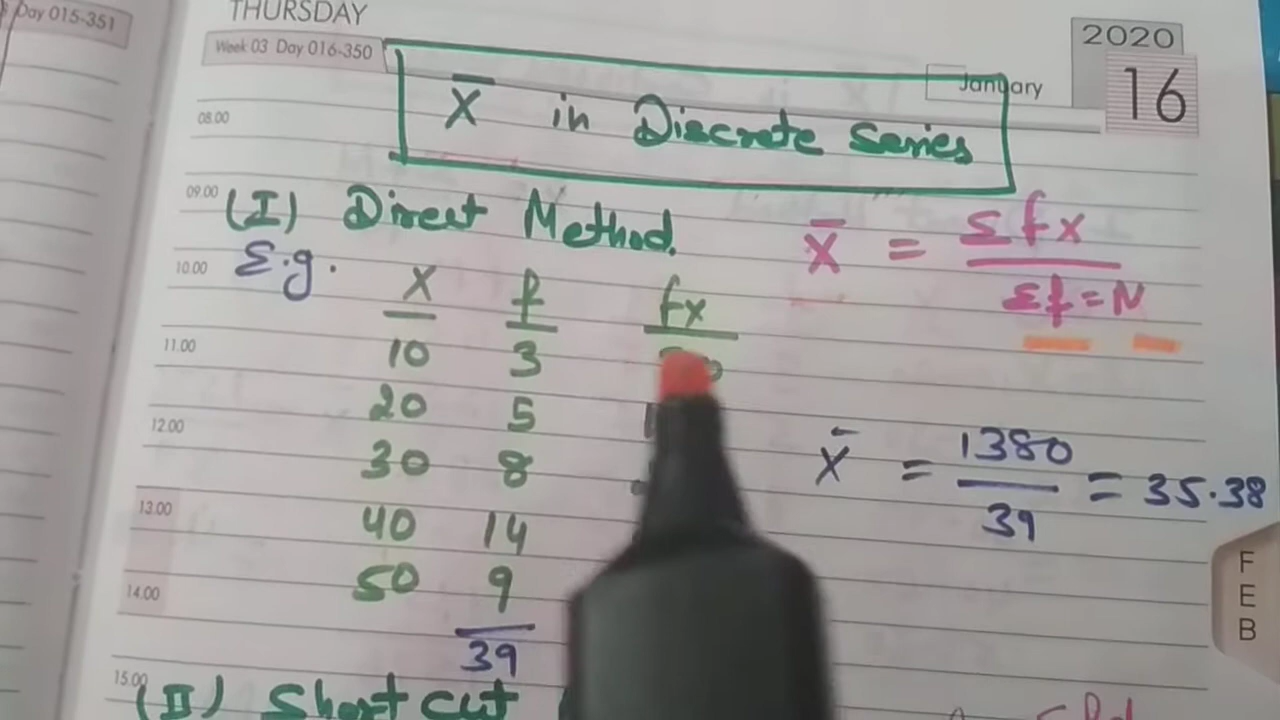 Day 015-351
THURSDAY
Week 03 Day 016-350
2020
January
16
X̄ in Discrete Series
08.00
09.00
(I) Direct Method.
X̄ = Σfx / Σf = N
E.g.
10.00
X f fx
11.00
10 3
20 5
12.00
30 8
X̄ = 1380 / 39 = 35.38
13.00
40 14
50 9
14.00
39
15.00
(II) Short cut
FEB